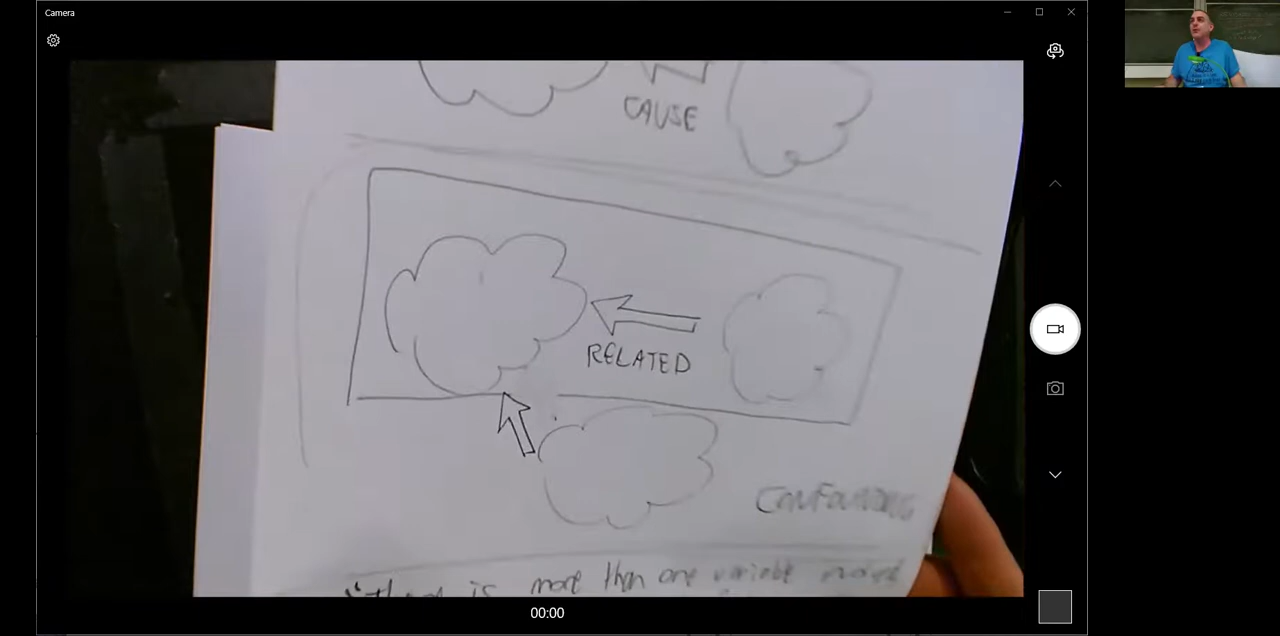 Camera
CAUSE
RELATED
CONFOUNDING
is more than one variable
00:00